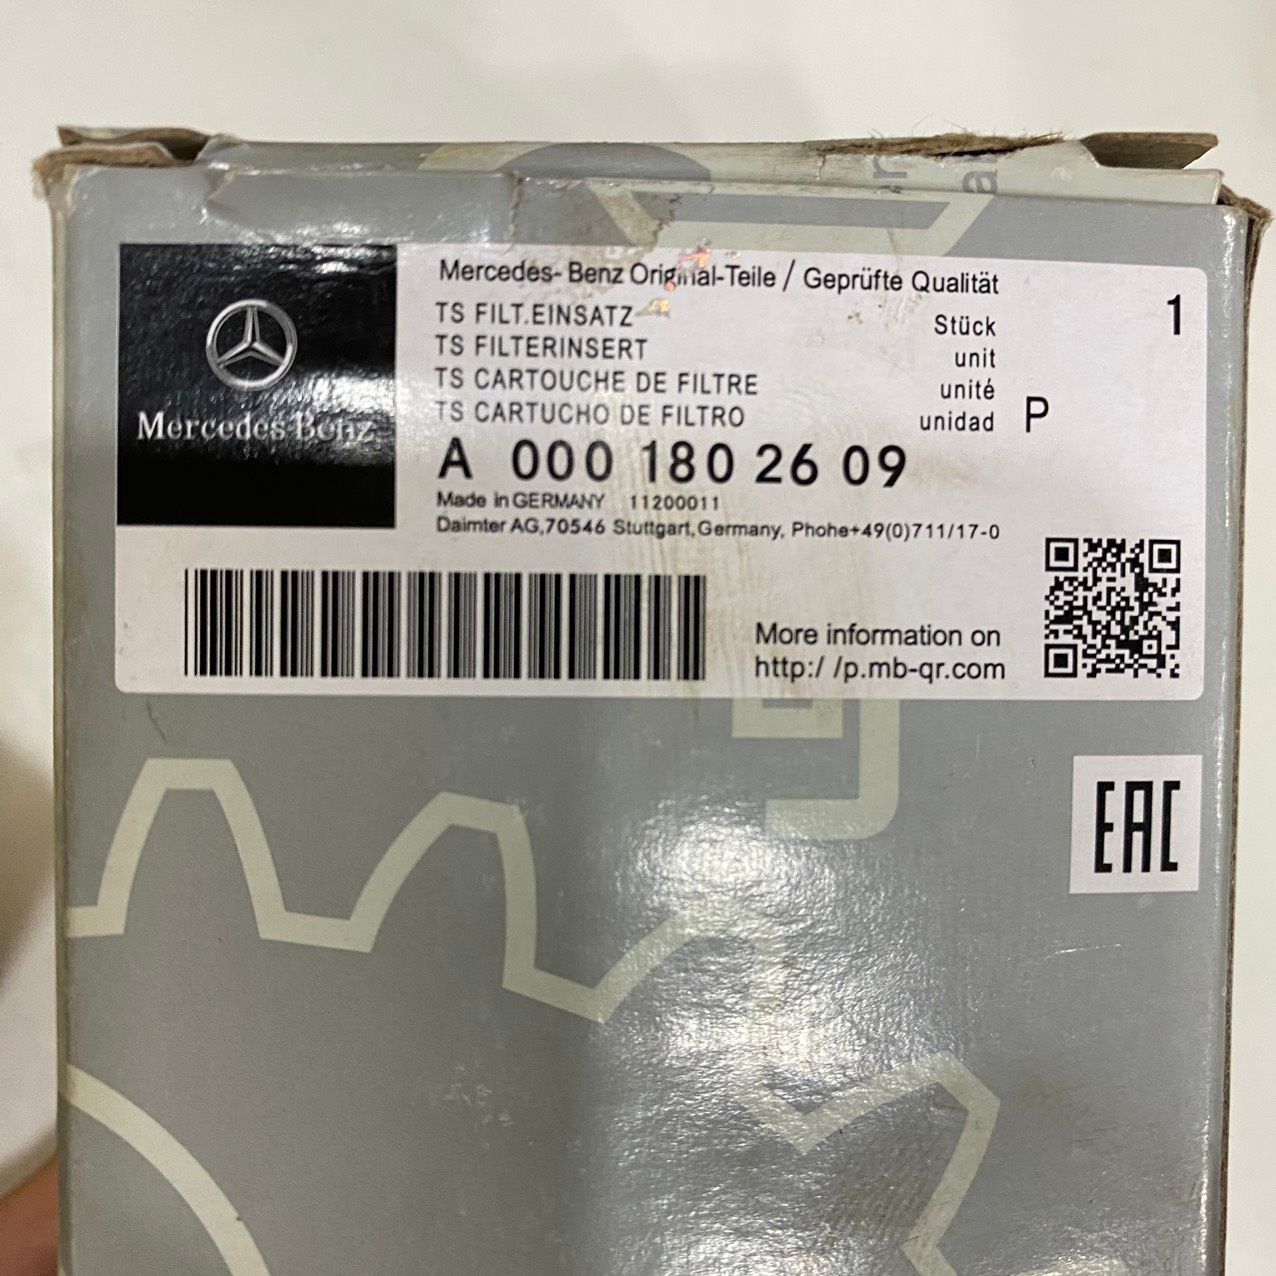 Mercedes-Benz
Mercedes- Benz Original-Teile / Geprüfte Qualität
TS FILT.EINSATZ
TS FILTERINSERT
TS CARTOUCHE DE FILTRE
TS CARTUCHO DE FILTRO
Stück
unit
unité
unidad
P
1
A 000 180 26 09
Made in GERMANY 11200011
Daimter AG,70546 Stuttgart,Germany, Phohe+49(0)711/17-0
More information on
http:/ /p.mb-qr.com
EAC